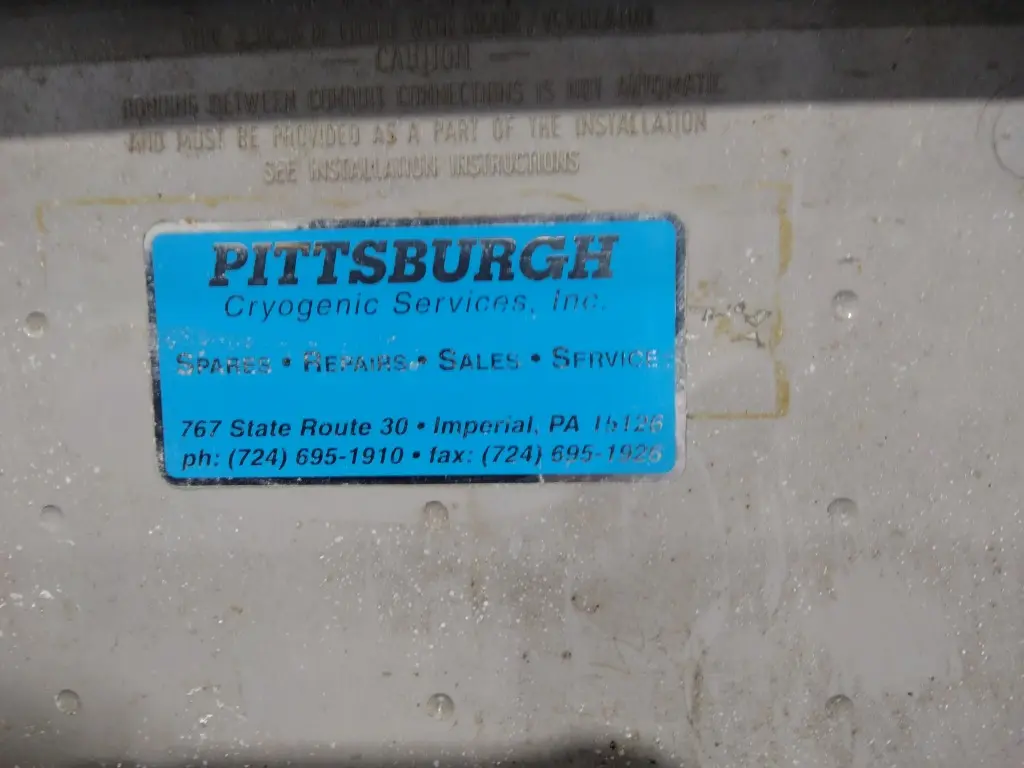 CAUTION
BONDING BETWEEN CONDUIT CONNECTIONS IS NOT AUTOMATIC
AND MUST BE PROVIDED AS A PART OF THE INSTALLATION
SEE INSTALLATION INSTRUCTIONS
PITTSBURGH
Cryogenic Services, Inc.
SPARES • REPAIRS • SALES • SERVICE
767 State Route 30 • Imperial, PA 15126
ph: (724) 695-1910 • fax: (724) 695-1926